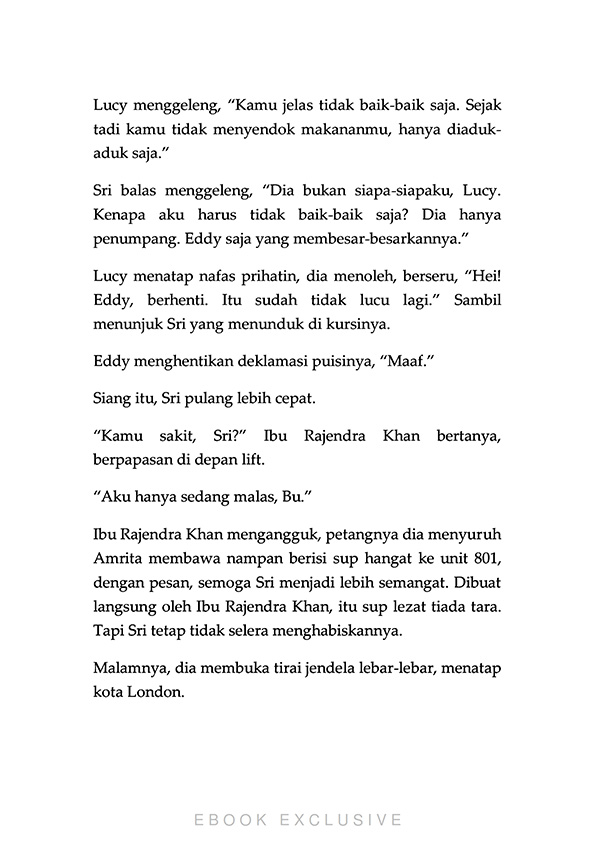 Lucy menggeleng, “Kamu jelas tidak baik-baik saja. Sejak
tadi kamu tidak menyendok makananmu, hanya diaduk-
aduk saja.”
Sri balas menggeleng, “Dia bukan siapa-siapaku, Lucy.
Kenapa aku harus tidak baik-baik saja? Dia hanya
penumpang. Eddy saja yang membesar-besarkannya.”
Lucy menatap nafas prihatin, dia menoleh, berseru, “Hei!
Eddy, berhenti. Itu sudah tidak lucu lagi.” Sambil
menunjuk Sri yang menunduk di kursinya.
Eddy menghentikan deklamasi puisinya, “Maaf.”
Siang itu, Sri pulang lebih cepat.
“Kamu sakit, Sri?” Ibu Rajendra Khan bertanya,
berpapasan di depan lift.
“Aku hanya sedang malas, Bu.”
Ibu Rajendra Khan mengangguk, petangnya dia menyuruh
Amrita membawa nampan berisi sup hangat ke unit 801,
dengan pesan, semoga Sri menjadi lebih semangat. Dibuat
langsung oleh Ibu Rajendra Khan, itu sup lezat tiada tara.
Tapi Sri tetap tidak selera menghabiskannya.
Malamnya, dia membuka tirai jendela lebar-lebar, menatap
kota London.
EBOOK EXCLUSIVE